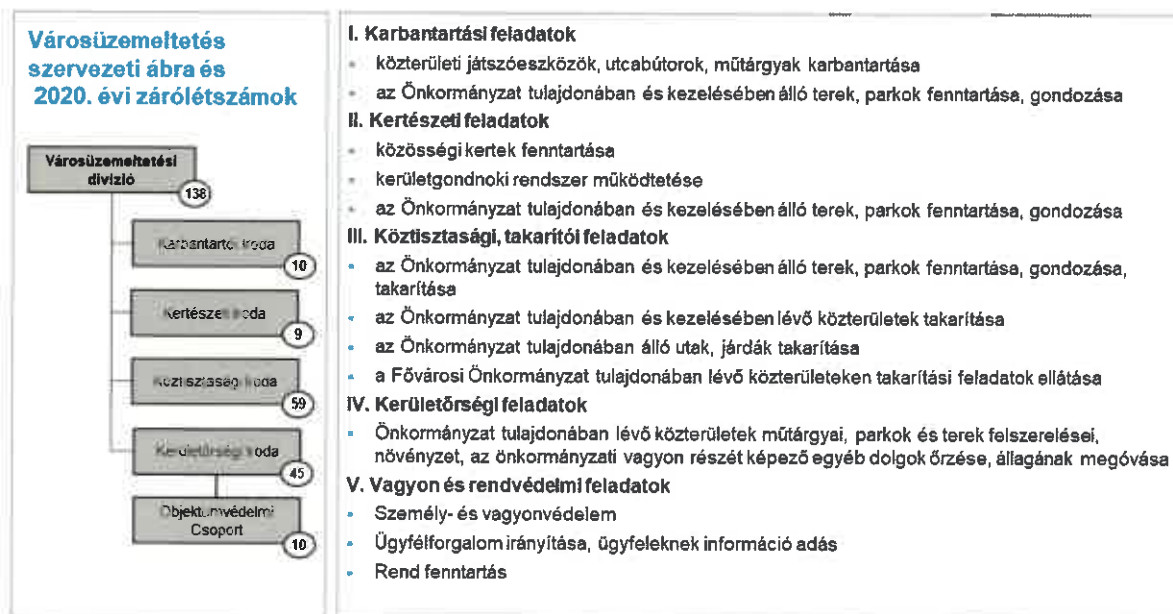 Városüzemeltetés
szervezeti ábra és
2020. évi zárólétszámok
Városüzemeltetési
divízió
138
Karbantartói Iroda
10
Kertészeti Iroda
9
Köztisztasági Iroda
59
Kerületőrségi Iroda
45
Objektumvédelmi
Csoport
10
I. Karbantartási feladatok
- közterületi játszóeszközök, utcabútorok, műtárgyak karbantartása
- az Önkormányzat tulajdonában és kezelésében álló terek, parkok fenntartása, gondozása
II. Kertészeti feladatok
- közösségi kertek fenntartása
- kerületgondnoki rendszer működtetése
- az Önkormányzat tulajdonában és kezelésében álló terek, parkok fenntartása, gondozása
III. Köztisztasági, takarítói feladatok
- az Önkormányzat tulajdonában és kezelésében álló terek, parkok fenntartása, gondozása,
takarítása
- az Önkormányzat tulajdonában és kezelésében lévő közterületek takarítása
- az Önkormányzat tulajdonában álló utak, járdák takarítása
- a Fővárosi Önkormányzat tulajdonában lévő közterületeken takarítási feladatok ellátása
IV. Kerületőrségi feladatok
- Önkormányzat tulajdonában lévő közterületek műtárgyai, parkok és terek felszerelései,
növényzet, az önkormányzati vagyon részét képező egyéb dolgok őrzése, állagának megóvása
V. Vagyon és rendvédelmi feladatok
- Személy- és vagyonvédelem
- Ügyfélforgalom irányítása, ügyfeleknek információ adás
- Rend fenntartás